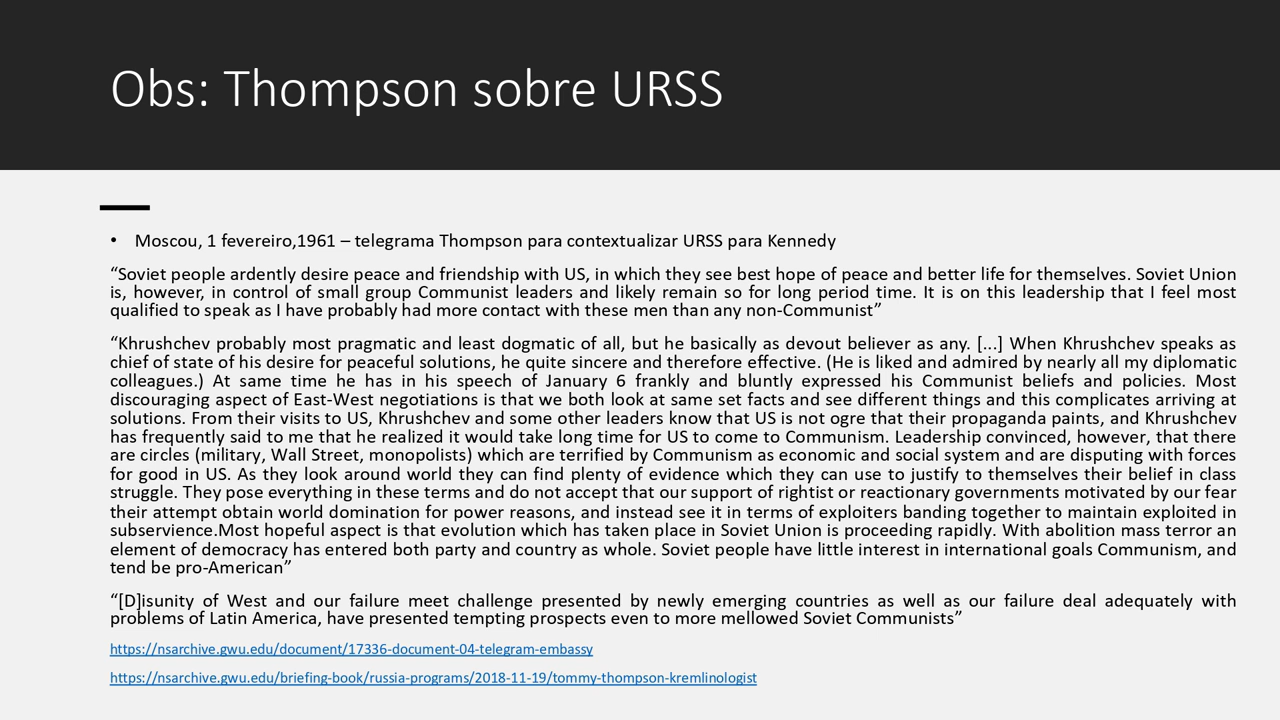 Obs: Thompson sobre URSS
• Moscou, 1 fevereiro,1961 – telegrama Thompson para contextualizar URSS para Kennedy
“Soviet people ardently desire peace and friendship with US, in which they see best hope of peace and better life for themselves. Soviet Union
is, however, in control of small group Communist leaders and likely remain so for long period time. It is on this leadership that I feel most
qualified to speak as I have probably had more contact with these men than any non-Communist”
“Khrushchev probably most pragmatic and least dogmatic of all, but he basically as devout believer as any. [...] When Khrushchev speaks as
chief of state of his desire for peaceful solutions, he quite sincere and therefore effective. (He is liked and admired by nearly all my diplomatic
colleagues.) At same time he has in his speech of January 6 frankly and bluntly expressed his Communist beliefs and policies. Most
discouraging aspect of East-West negotiations is that we both look at same set facts and see different things and this complicates arriving at
solutions. From their visits to US, Khrushchev and some other leaders know that US is not ogre that their propaganda paints, and Khrushchev
has frequently said to me that he realized it would take long time for US to come to Communism. Leadership convinced, however, that there
are circles (military, Wall Street, monopolists) which are terrified by Communism as economic and social system and are disputing with forces
for good in US. As they look around world they can find plenty of evidence which they can use to justify to themselves their belief in class
struggle. They pose everything in these terms and do not accept that our support of rightist or reactionary governments motivated by our fear
their attempt obtain world domination for power reasons, and instead see it in terms of exploiters banding together to maintain exploited in
subservience.Most hopeful aspect is that evolution which has taken place in Soviet Union is proceeding rapidly. With abolition mass terror an
element of democracy has entered both party and country as whole. Soviet people have little interest in international goals Communism, and
tend be pro-American”
“[D]isunity of West and our failure meet challenge presented by newly emerging countries as well as our failure deal adequately with
problems of Latin America, have presented tempting prospects even to more mellowed Soviet Communists”
https://nsarchive.gwu.edu/document/17336-document-04-telegram-embassy
https://nsarchive.gwu.edu/briefing-book/russia-programs/2018-11-19/tommy-thompson-kremlinologist